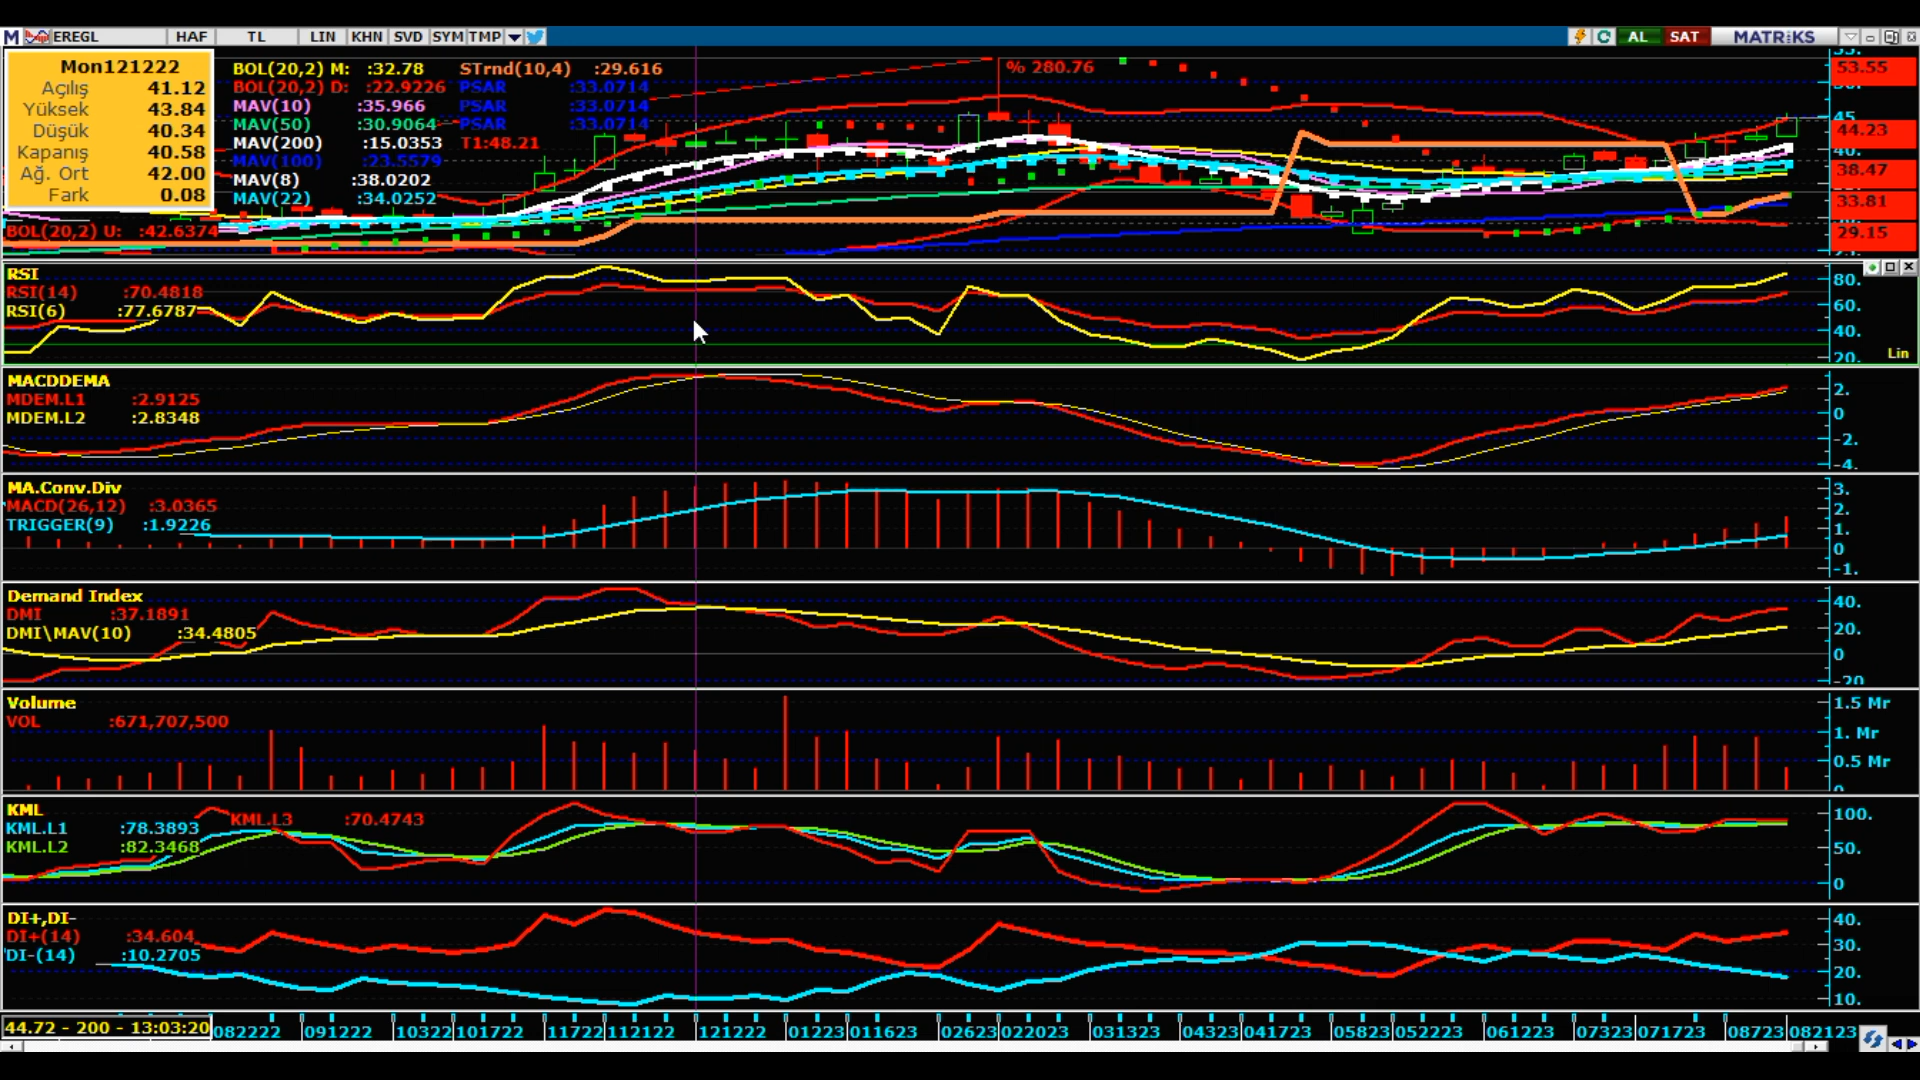 M EREGL HAF TL LIN KHN SVD SYM TMP AL SAT MATRiKS
Mon121222
Açılış 41.12
Yüksek 43.84
Düşük 40.34
Kapanış 40.58
Ağ. Ort 42.00
Fark 0.08
BOL(20,2) U: :42.6374
BOL(20,2) M: :32.78
BOL(20,2) D: :22.9226
MAV(10) :35.966
MAV(50) :30.9064
MAV(200) :15.0353
MAV(100) :23.5579
MAV(8) :38.0202
MAV(22) :34.0252
STrnd(10,4) :29.616
PSAR :33.0714
PSAR :33.0714
PSAR :33.0714
T1:48.21
% 280.76
53.55
45.
44.23
40.
38.47
33.81
29.15
RSI
RSI(14) :70.4818
RSI(6) :77.6787
80.
60.
40.
20.
Lin
MACDDEMA
MDEM.L1 :2.9125
MDEM.L2 :2.8348
2.
0
-2.
-4.
MA.Conv.Div
MACD(26,12) :3.0365
TRIGGER(9) :1.9226
3.
2.
1.
0
-1.
Demand Index
DMI :37.1891
DMI\MAV(10) :34.4805
40.
20.
0
-20
Volume
VOL :671,707,500
1.5 Mr
1. Mr
0.5 Mr
0
KML
KML.L1 :78.3893
KML.L2 :82.3468
KML.L3 :70.4743
100.
50.
0
DI+,DI-
DI+(14) :34.604
DI-(14) :10.2705
40.
30.
20.
10.
44.72 - 200 - 13:03:20 082222 091222 10322 101722 11722 112122 121222 01223 011623 02623 022023 031323 04323 041723 05823 052223 061223 07323 071723 08723 082123